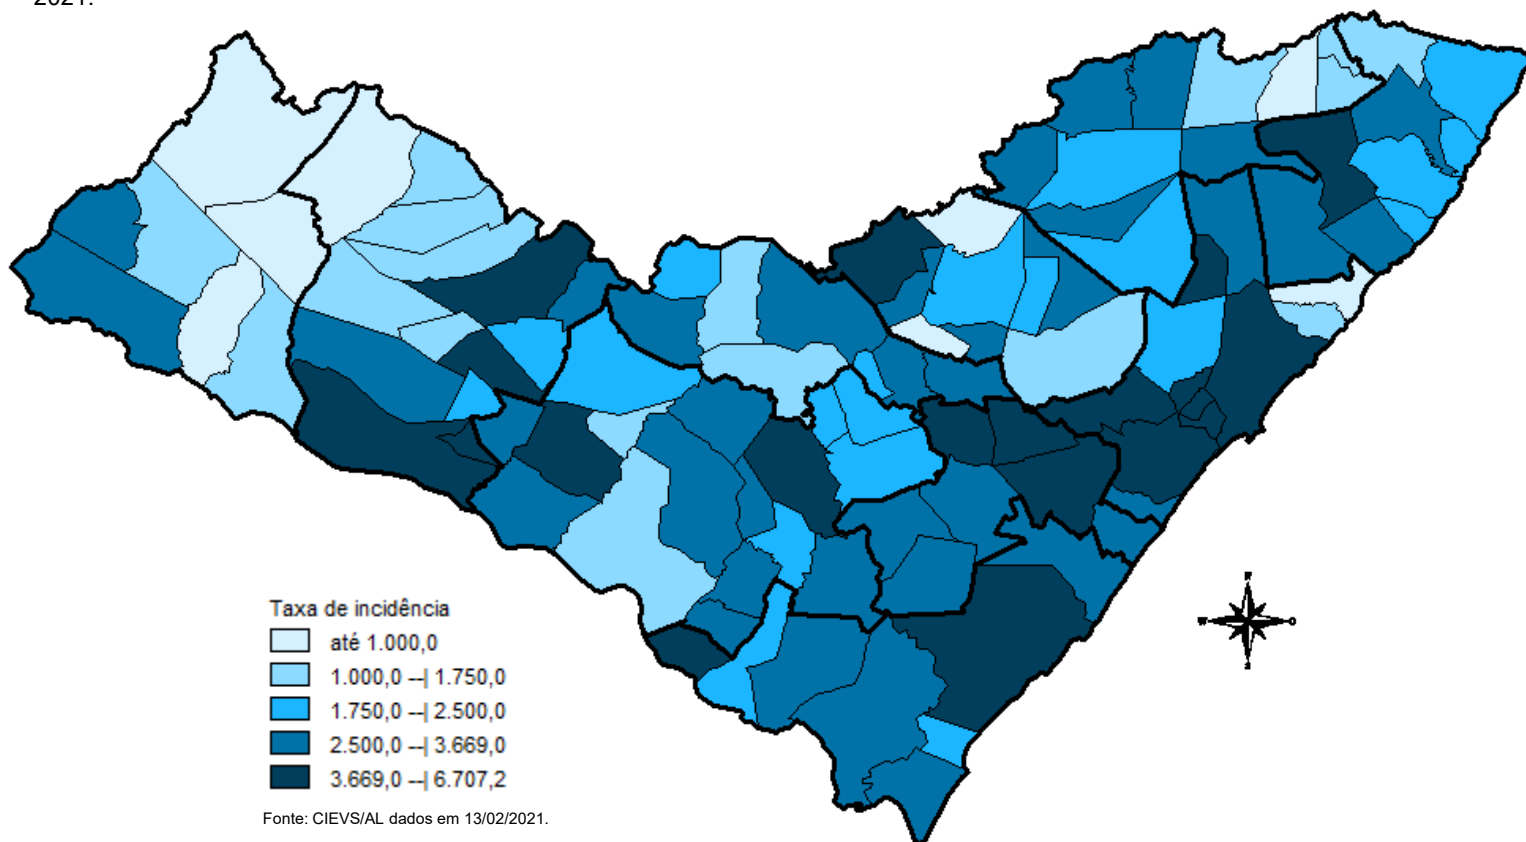 2021.
Taxa de incidência
até 1.000,0
1.000,0 --| 1.750,0
1.750,0 --| 2.500,0
2.500,0 --| 3.669,0
3.669,0 --| 6.707,2
Fonte: CIEVS/AL dados em 13/02/2021.